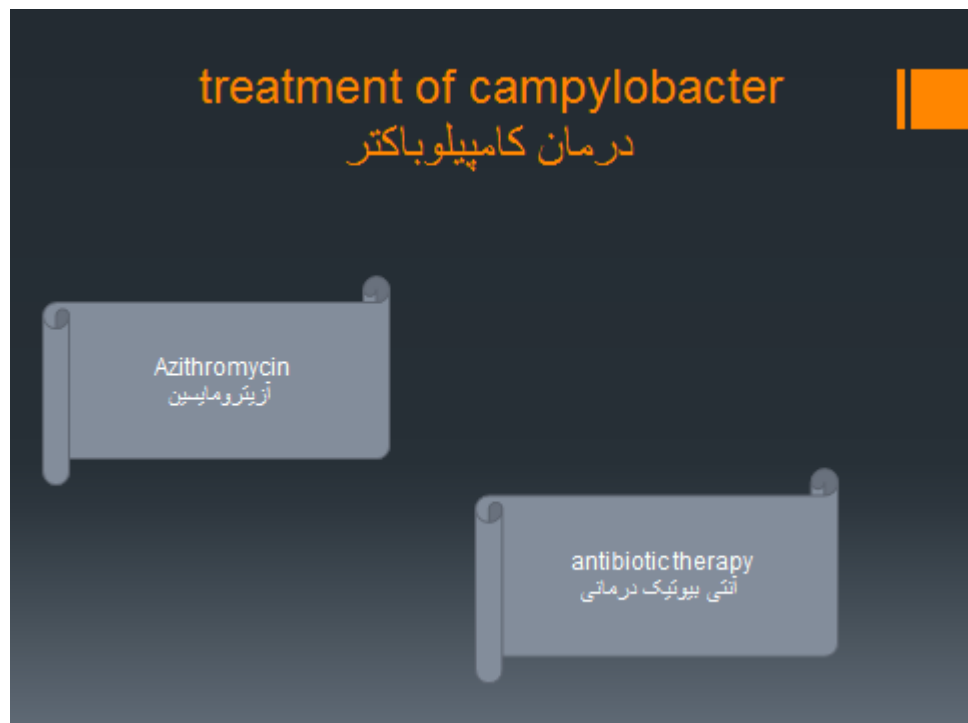 treatment of campylobacter
درمان کامپیلوباکتر
Azithromycin
آزیترومایسین
antibiotic therapy
آنتی بیوتیک درمانی